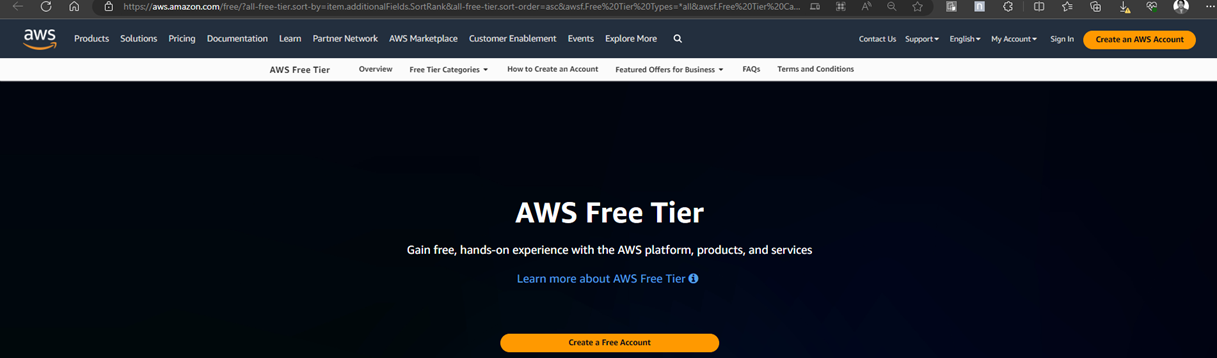 https://aws.amazon.com/free/?all-free-tier.sort-by=item.additionalFields.SortRank&all-free-tier.sort-order=asc&awsf.Free%20Tier%20Types=*all&awsf.Free%20Tier%20Ca...
aws Products Solutions Pricing Documentation Learn Partner Network AWS Marketplace Customer Enablement Events Explore More Contact Us Support English My Account Sign In Create an AWS Account
AWS Free Tier Overview Free Tier Categories How to Create an Account Featured Offers for Business FAQs Terms and Conditions
AWS Free Tier
Gain free, hands-on experience with the AWS platform, products, and services
Learn more about AWS Free Tier
Create a Free Account